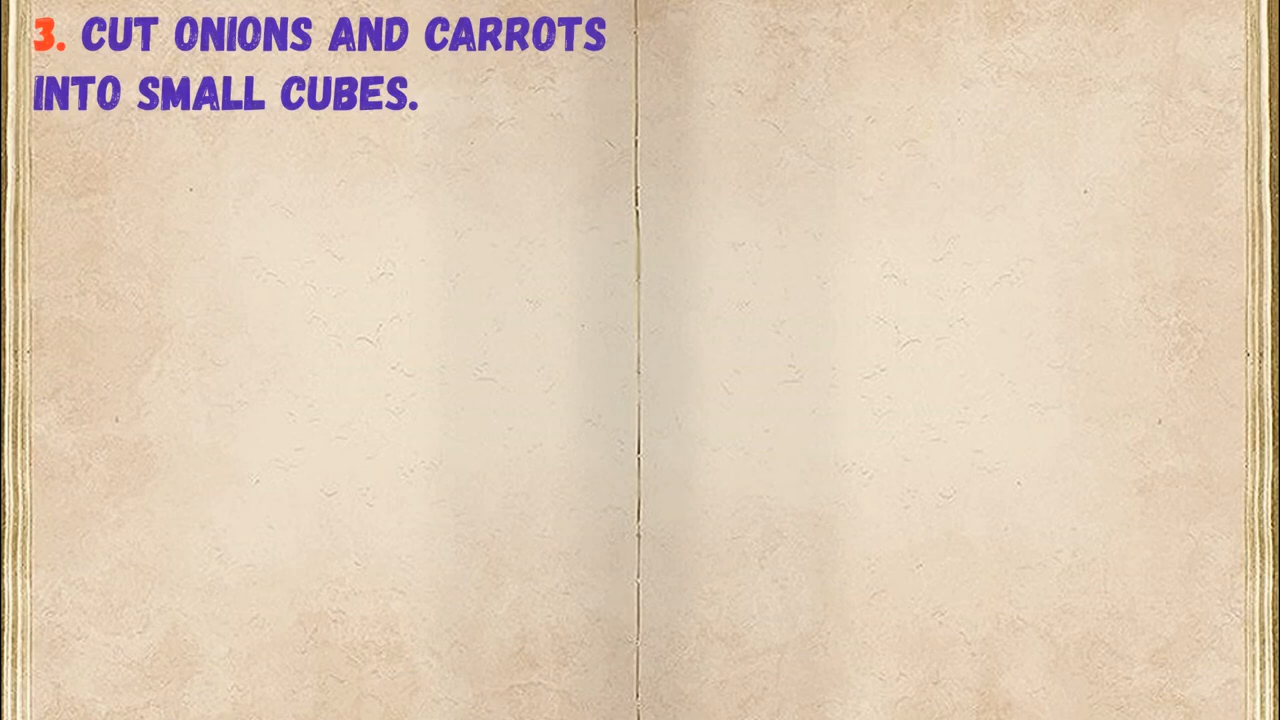 3. CUT ONIONS AND CARROTS
INTO SMALL CUBES.